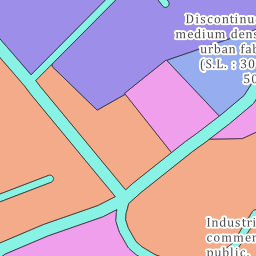 Discontinu
medium dens
urban fab
(S.L. : 30
50
Industri
commer
public,